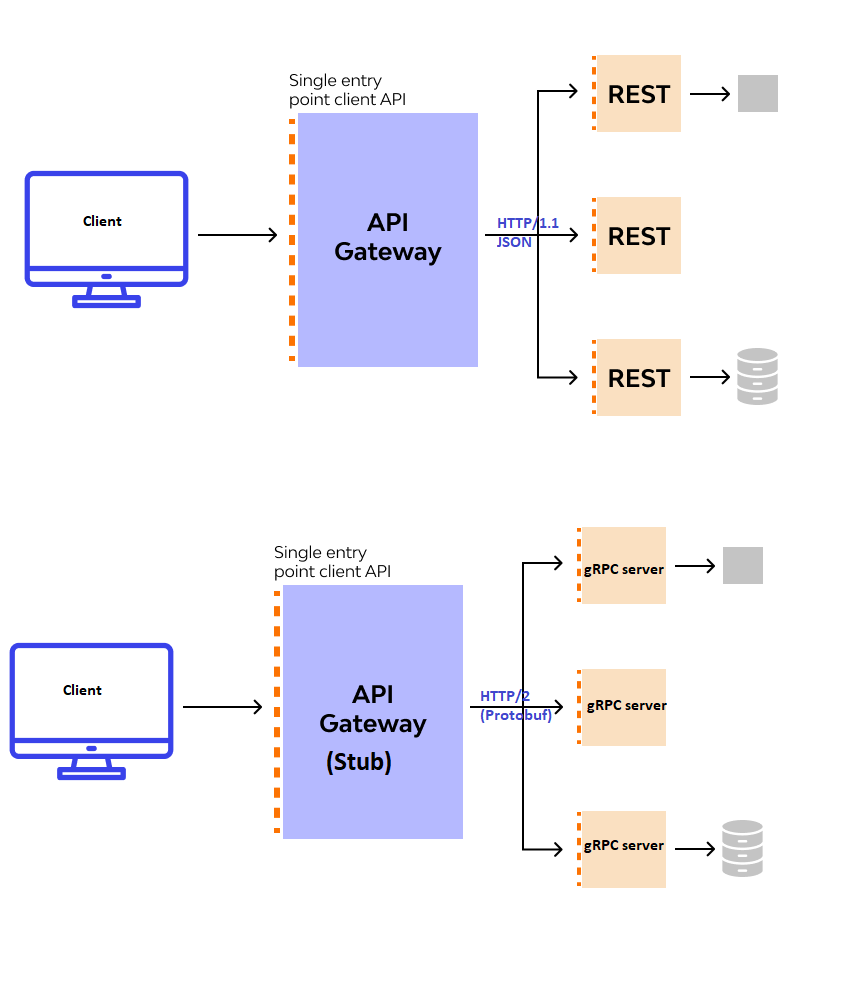 Single entry
point client API
Client
API
Gateway
HTTP/1.1
JSON
REST
REST
REST
Single entry
point client API
Client
API
Gateway
(Stub)
HTTP/2
(Protobuf)
gRPC server
gRPC server
gRPC server